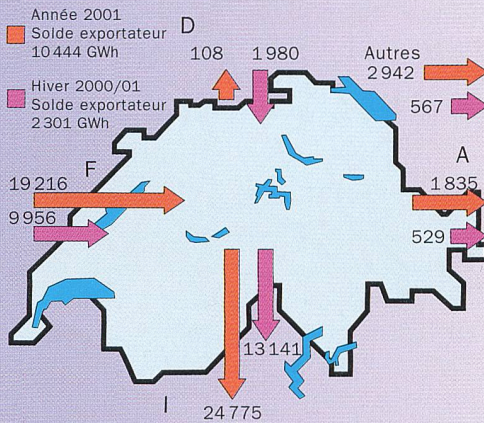 Année 2001
Solde exportateur
10 444 GWh
Hiver 2000/01
Solde exportateur
2 301 GWh
D
108
1 980
Autres
2 942
567
F
19 216
9 956
A
1 835
529
13 141
I
24 775